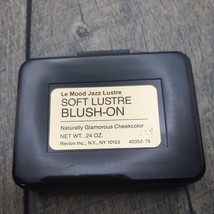 Le Mood Jazz Lustre
SOFT LUSTRE
BLUSH-ON
Naturally Glamorous Cheekcolor
NET WT. .24 OZ.
Revlon Inc., N.Y., NY 10153 40352-76